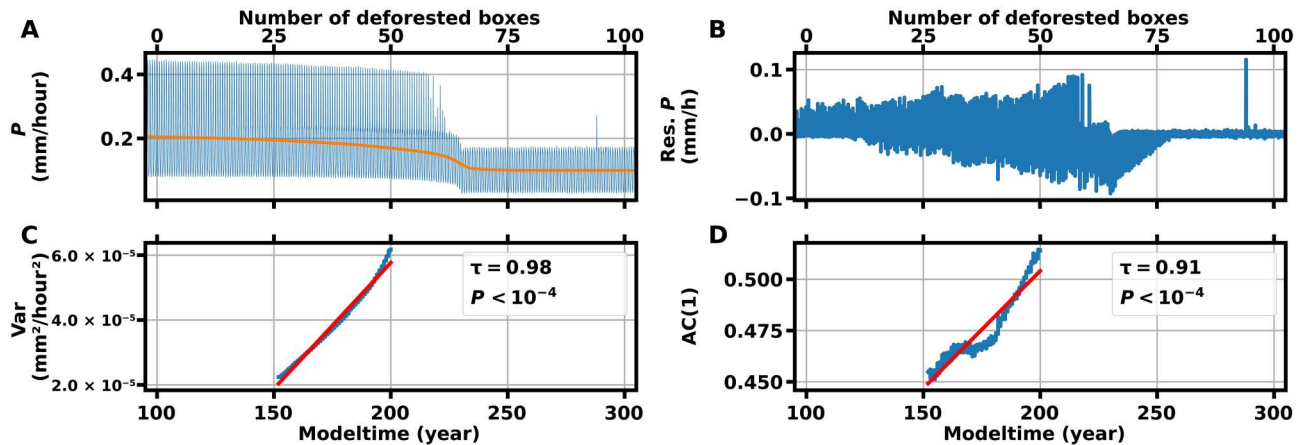 A
Number of deforested boxes
0 25 50 75 100
P
(mm/hour)
0.4
0.2
B
Number of deforested boxes
0 25 50 75 100
Res. P
(mm/h)
0.1
0.0
−0.1
C
Var
(mm²/hour²)
6.0 × 10⁻⁵
4.0 × 10⁻⁵
2.0 × 10⁻⁵
τ = 0.98
P < 10⁻⁴
100 150 200 250 300
Modeltime (year)
D
AC(1)
0.500
0.475
0.450
τ = 0.91
P < 10⁻⁴
100 150 200 250 300
Modeltime (year)